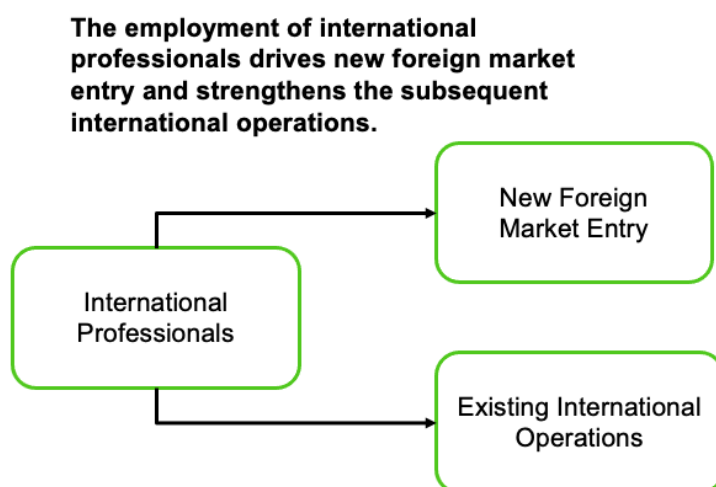 The employment of international
professionals drives new foreign market
entry and strengthens the subsequent
international operations.
New Foreign
Market Entry
International
Professionals
Existing International
Operations